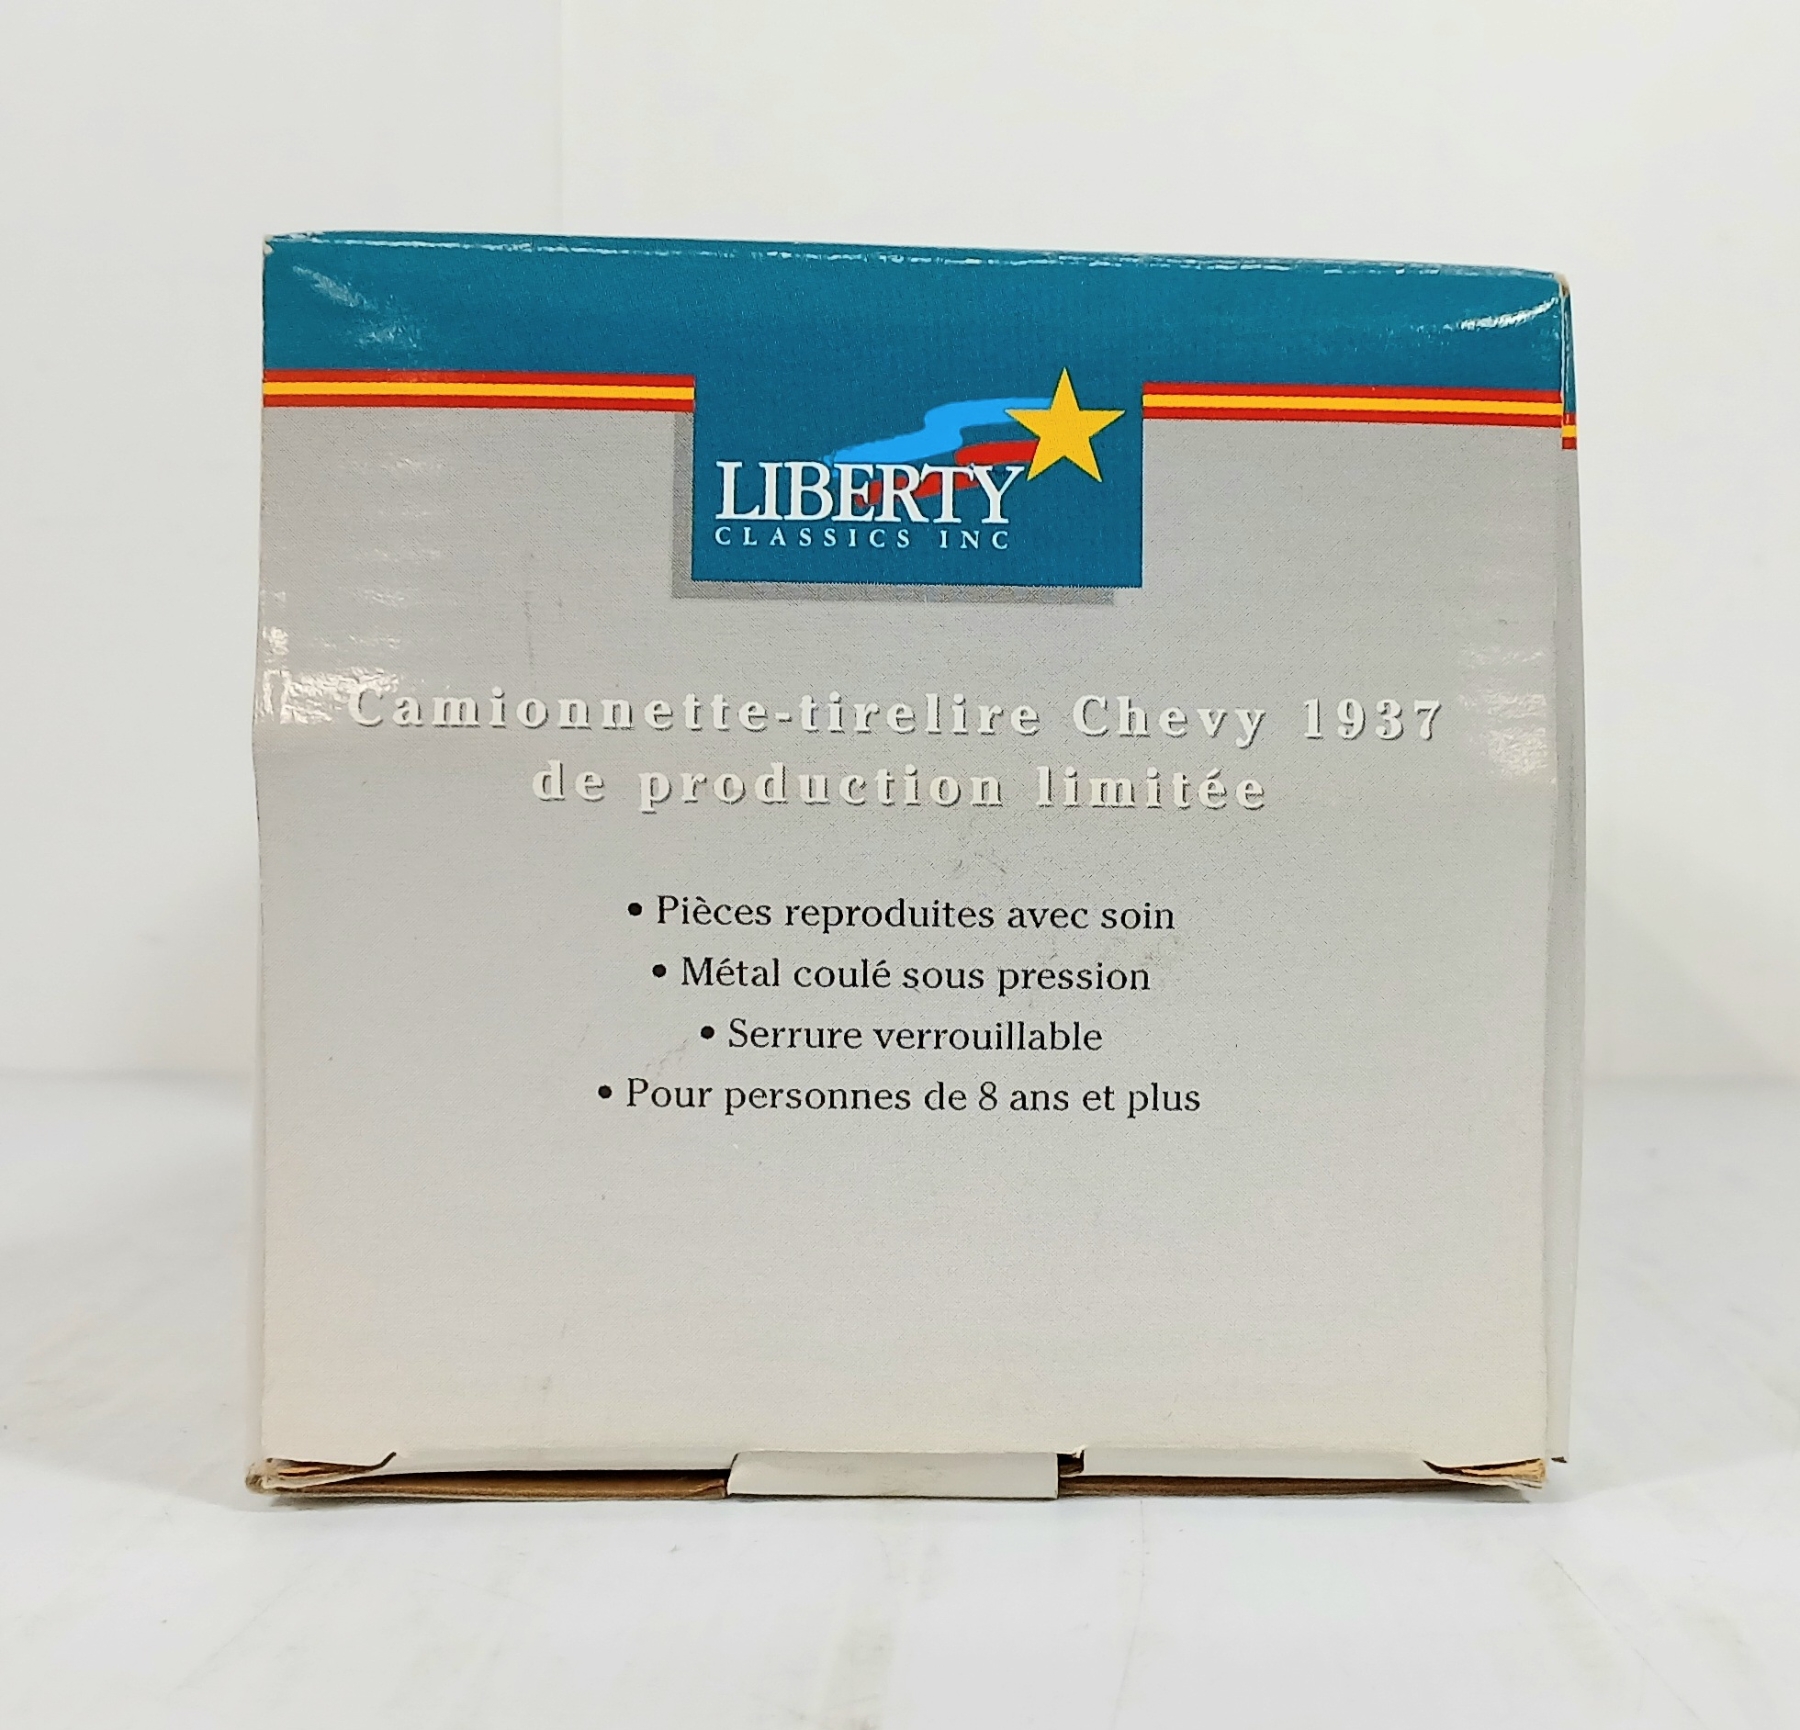 LIBERTY
CLASSICS INC
Camionnette-tirelire Chevy 1937
de production limitée
• Pièces reproduites avec soin
• Métal coulé sous pression
• Serrure verrouillable
• Pour personnes de 8 ans et plus